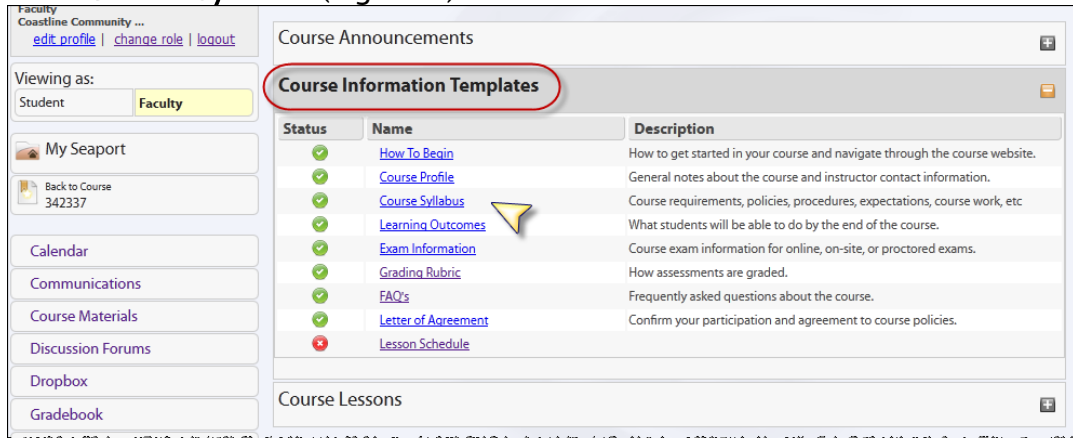 Faculty
Coastline Community ...
edit profile | change role | logout
Viewing as:
Student Faculty
My Seaport
Back to Course
342337
Calendar
Communications
Course Materials
Discussion Forums
Dropbox
Gradebook
Course Announcements
Course Information Templates
Status Name Description
How To Begin How to get started in your course and navigate through the course website.
Course Profile General notes about the course and instructor contact information.
Course Syllabus Course requirements, policies, procedures, expectations, course work, etc
Learning Outcomes What students will be able to do by the end of the course.
Exam Information Course exam information for online, on-site, or proctored exams.
Grading Rubric How assessments are graded.
FAQ's Frequently asked questions about the course.
Letter of Agreement Confirm your participation and agreement to course policies.
Lesson Schedule
Course Lessons